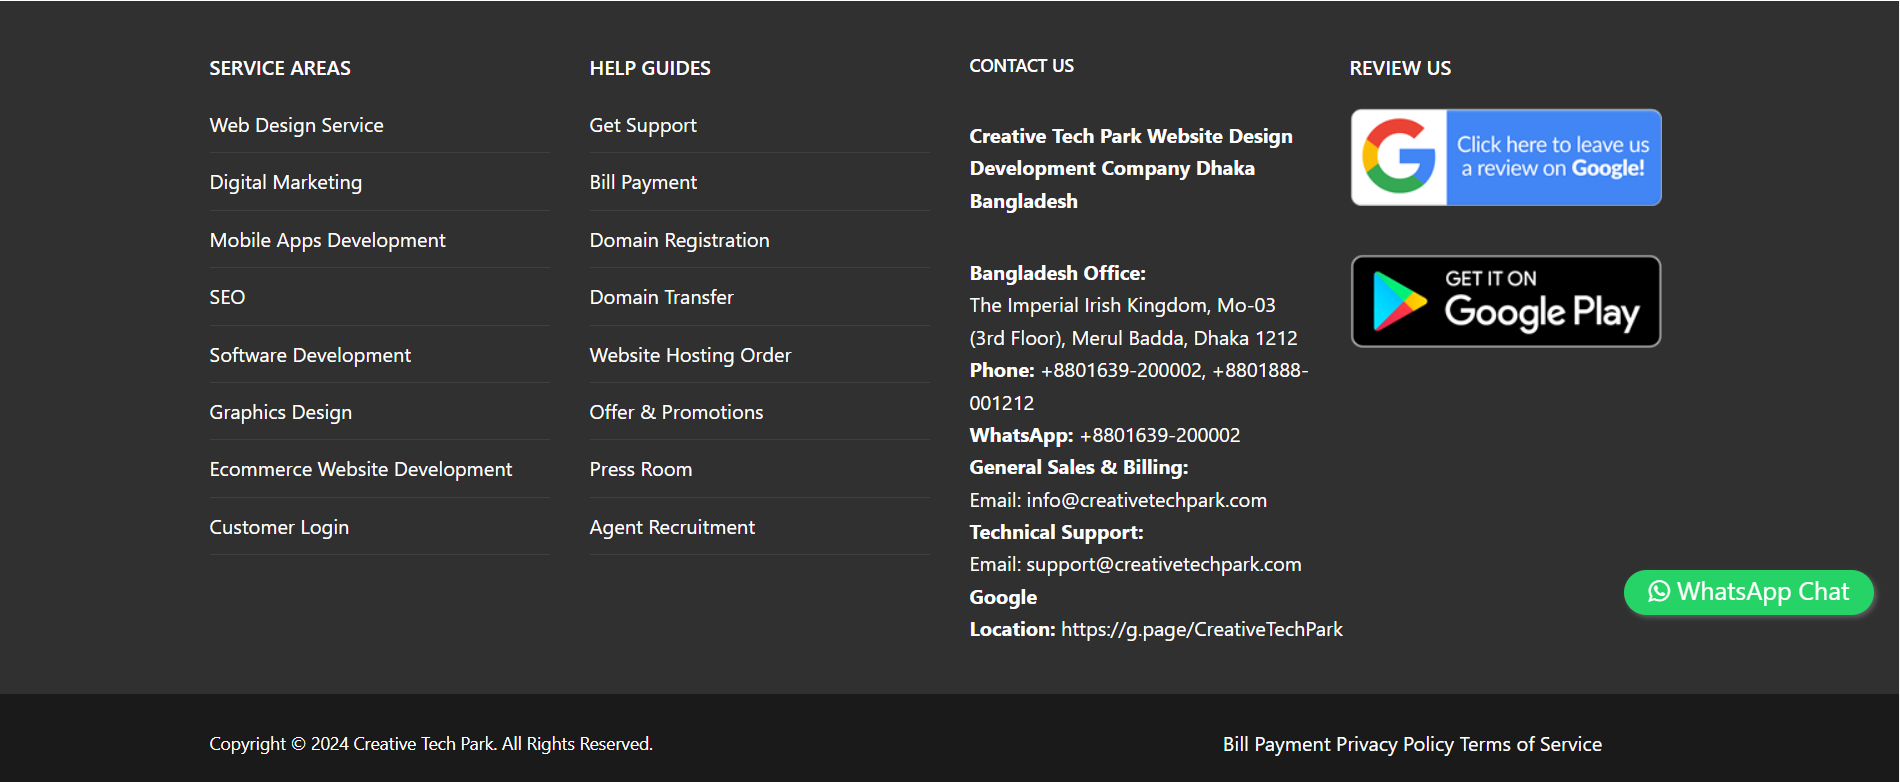 SERVICE AREAS
Web Design Service
Digital Marketing
Mobile Apps Development
SEO
Software Development
Graphics Design
Ecommerce Website Development
Customer Login
HELP GUIDES
Get Support
Bill Payment
Domain Registration
Domain Transfer
Website Hosting Order
Offer & Promotions
Press Room
Agent Recruitment
CONTACT US
Creative Tech Park Website Design
Development Company Dhaka
Bangladesh
Bangladesh Office:
The Imperial Irish Kingdom, Mo-03
(3rd Floor), Merul Badda, Dhaka 1212
Phone: +8801639-200002, +8801888-
001212
WhatsApp: +8801639-200002
General Sales & Billing:
Email: info@creativetechpark.com
Technical Support:
Email: support@creativetechpark.com
Google
Location: https://g.page/CreativeTechPark
REVIEW US
Click here to leave us
a review on Google!
GET IT ON
Google Play
WhatsApp Chat
Copyright © 2024 Creative Tech Park. All Rights Reserved.
Bill Payment Privacy Policy Terms of Service